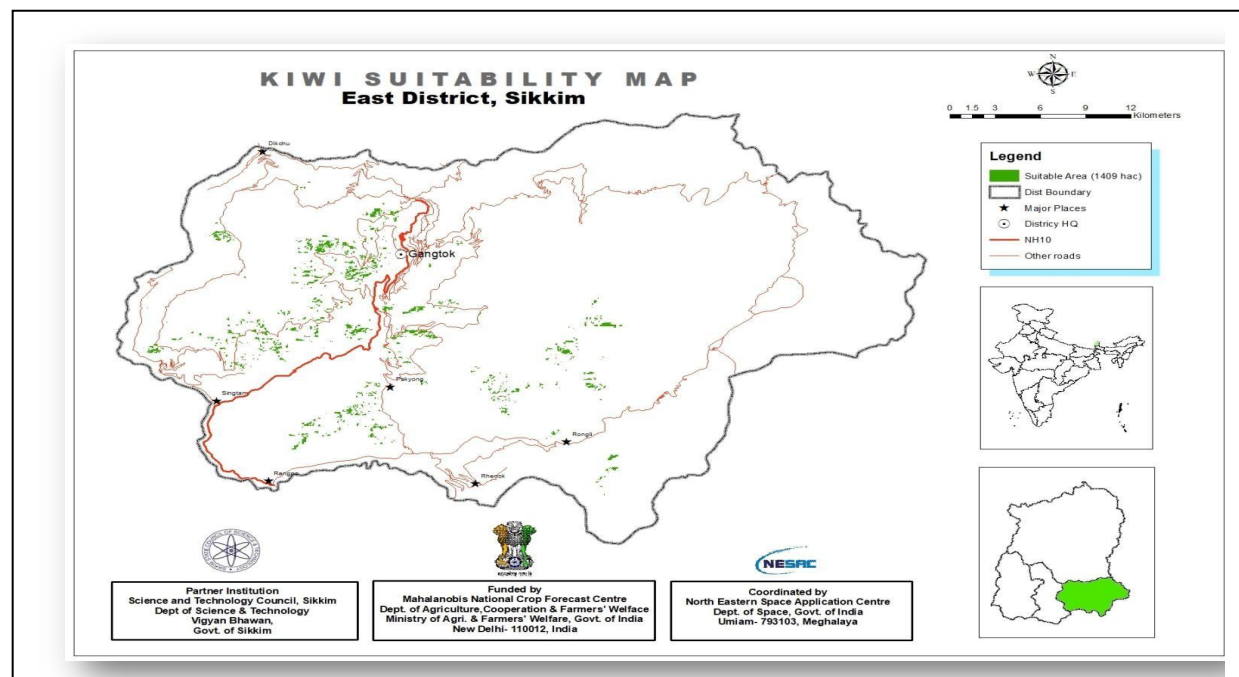 KIWI SUITABILITY MAP
East District, Sikkim
N
W E
S
0 1.5 3 6 9 12
Kilometers
Legend
Suitable Area (1409 hac)
Dist Boundary
Major Places
Districy HQ
NH10
Other roads
Dikchu
Gangtok
Pakyong
Singtam
Rongli
Rangpo
Rhenok
NESAC
Partner Institution
Science and Technology Council, Sikkim
Dept of Science & Technology
Vigyan Bhawan,
Govt. of Sikkim
Funded by
Mahalanobis National Crop Forecast Centre
Dept. of Agriculture,Cooperation & Farmers' Welface
Ministry of Agri. & Farmers' Welfare, Govt. of India
New Delhi- 110012, India
Coordinated by
North Eastern Space Application Centre
Dept. of Space, Govt. of India
Umiam- 793103, Meghalaya